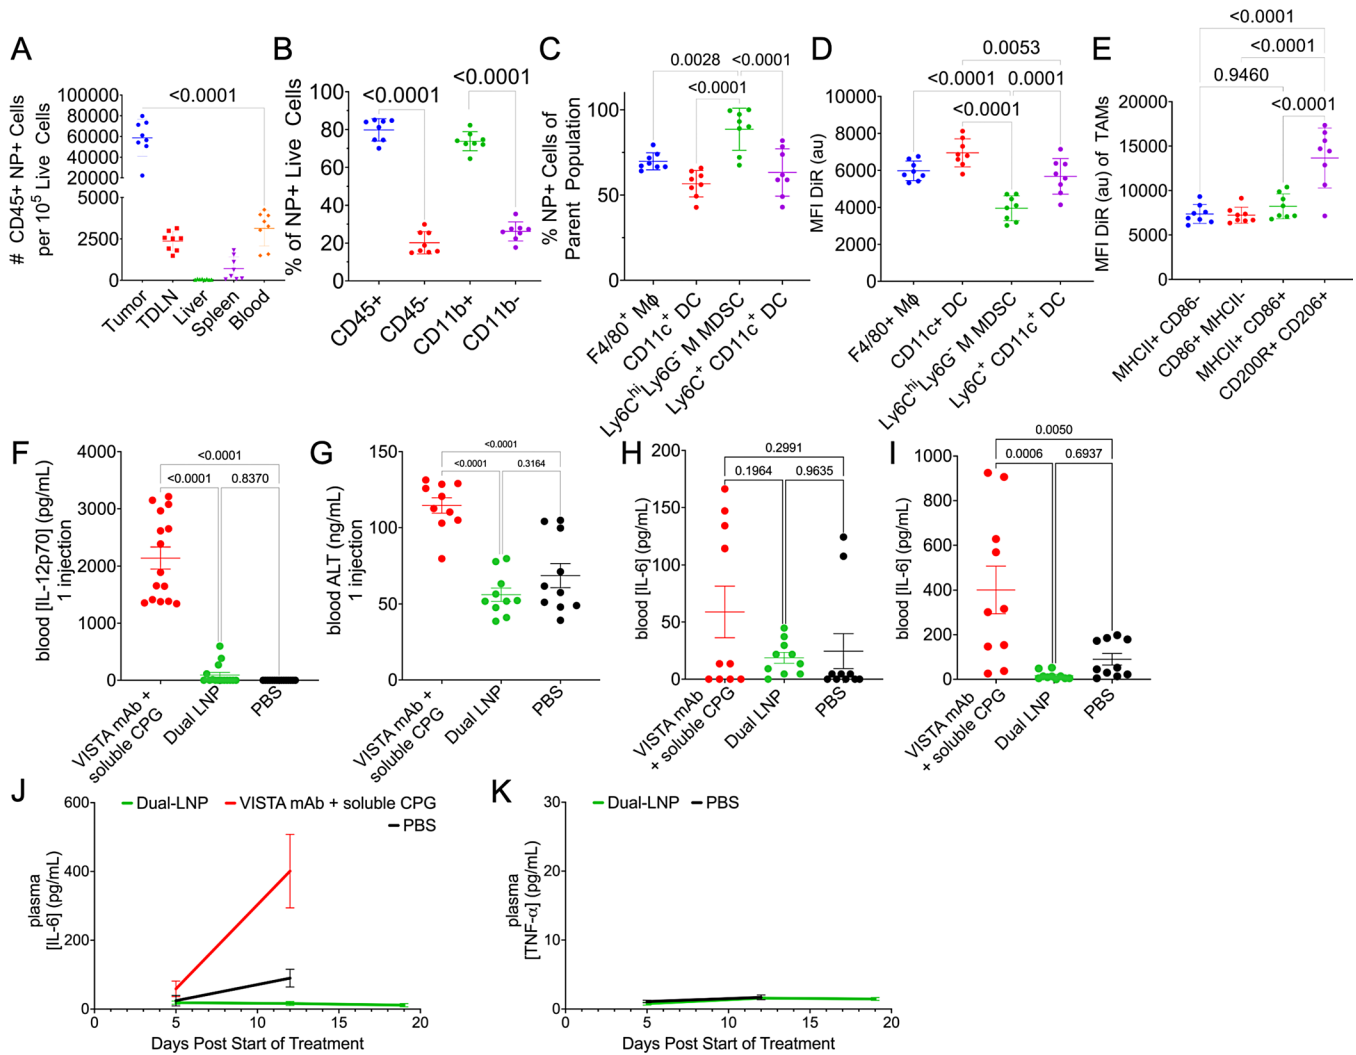 A
# CD45+ NP+ Cells
per 10⁵ Live Cells
100000
80000
60000
40000
20000
5000
2500
0
<0.0001
Tumor
TDLN
Liver
Spleen
Blood
B
% of NP+ Live Cells
100
80
60
40
20
0
<0.0001
<0.0001
CD45+
CD45-
CD11b+
CD11b-
C
% NP+ Cells of
Parent Population
100
50
0
0.0028
<0.0001
<0.0001
F4/80⁺ Mϕ
CD11c⁺ DC
Ly6Cʰⁱ Ly6G⁻ M MDSC
Ly6C⁺ CD11c⁺ DC
D
MFI DiR (au)
10000
8000
6000
4000
2000
0
0.0053
<0.0001
0.0001
<0.0001
F4/80+ Mϕ
CD11c+ DC
Ly6Cʰⁱ Ly6G⁻ M MDSC
Ly6C⁺ CD11c⁺ DC
E
MFI DiR (au) of TAMs
20000
15000
10000
5000
0
<0.0001
<0.0001
0.9460
<0.0001
MHCII+ CD86-
CD86+ MHCII-
MHCII+ CD86+
CD200R+ CD206+
F
blood [IL-12p70] (pg/mL)
1 injection
4000
3000
2000
1000
0
<0.0001
<0.0001
0.8370
VISTA mAb +
soluble CPG
Dual LNP
PBS
G
blood ALT (ng/mL)
1 injection
150
100
50
0
<0.0001
<0.0001
0.3164
VISTA mAb +
soluble CPG
Dual LNP
PBS
H
blood [IL-6] (pg/mL)
200
150
100
50
0
0.2991
0.1964
0.9635
VISTA mAb
+ soluble CPG
Dual LNP
PBS
I
blood [IL-6] (pg/mL)
1000
800
600
400
200
0
0.0050
0.0006
0.6937
VISTA mAb
+ soluble CPG
Dual LNP
PBS
J
plasma
[IL-6] (pg/mL)
600
400
200
0
Dual-LNP
VISTA mAb + soluble CPG
PBS
0
5
10
15
20
Days Post Start of Treatment
K
plasma
[TNF-α] (pg/mL)
30
20
10
0
Dual-LNP
PBS
0
5
10
15
20
Days Post Start of Treatment